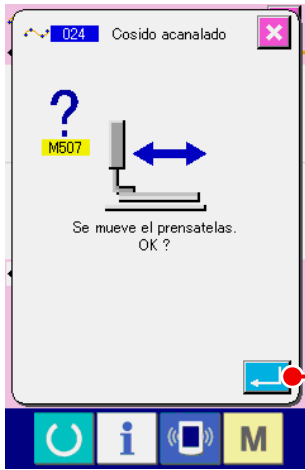 024 Cosido acanalado
?
M507
Se mueve el prensatelas.
OK ?
i
M